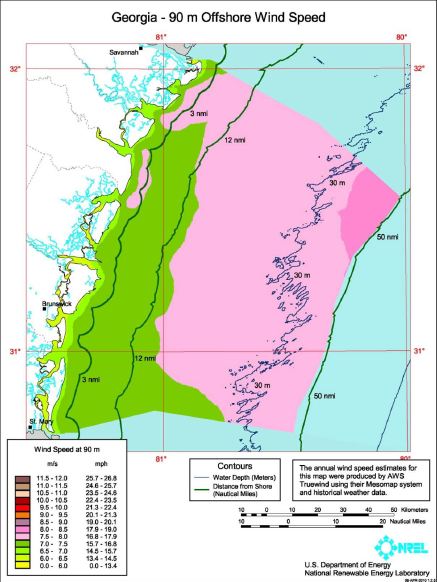 Georgia - 90 m Offshore Wind Speed
81°
80°
Savannah
32°
32°
3 nmi
12 nmi
30 m
50 nmi
30 m
Brunswick
31°
31°
12 nmi
3 nmi
30 m
50 nmi
St. Mary
81°
80°
Wind Speed at 90 m
m/s mph
11.5 - 12.0 25.7 - 26.8
11.0 - 11.5 24.6 - 25.7
10.5 - 11.0 23.5 - 24.6
10.0 - 10.5 22.4 - 23.5
9.5 - 10.0 21.3 - 22.4
9.0 - 9.5 20.1 - 21.3
8.5 - 9.0 19.0 - 20.1
8.0 - 8.5 17.9 - 19.0
7.5 - 8.0 16.8 - 17.9
7.0 - 7.5 15.7 - 16.8
6.5 - 7.0 14.5 - 15.7
6.0 - 6.5 13.4 - 14.5
0.0 - 6.0 0.0 - 13.4
Contours
Water Depth (Meters)
Distance from Shore
(Nautical Miles)
The annual wind speed estimates for
this map were produced by AWS
Truewind using their Mesomap system
and historical weather data.
10 0 10 20 30 40 50 Kilometers
10 0 10 20 Nautical Miles
NREL
U.S. Department of Energy
National Renewable Energy Laboratory